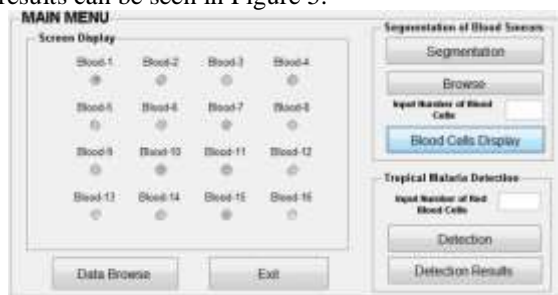 results can be seen in Figure 5.
MAIN MENU
Screen Display
Blood-1 Blood-2 Blood-3 Blood-4
Blood-5 Blood-6 Blood-7 Blood-8
Blood-9 Blood-10 Blood-11 Blood-12
Blood-13 Blood-14 Blood-15 Blood-16
Data Browse
Exit
Segmentation of Blood Smears
Segmentation
Browse
Input Number of Blood
Cells
Blood Cells Display
Tropical Malaria Detection
Input Number of Red
Blood Cells
Detection
Detection Results